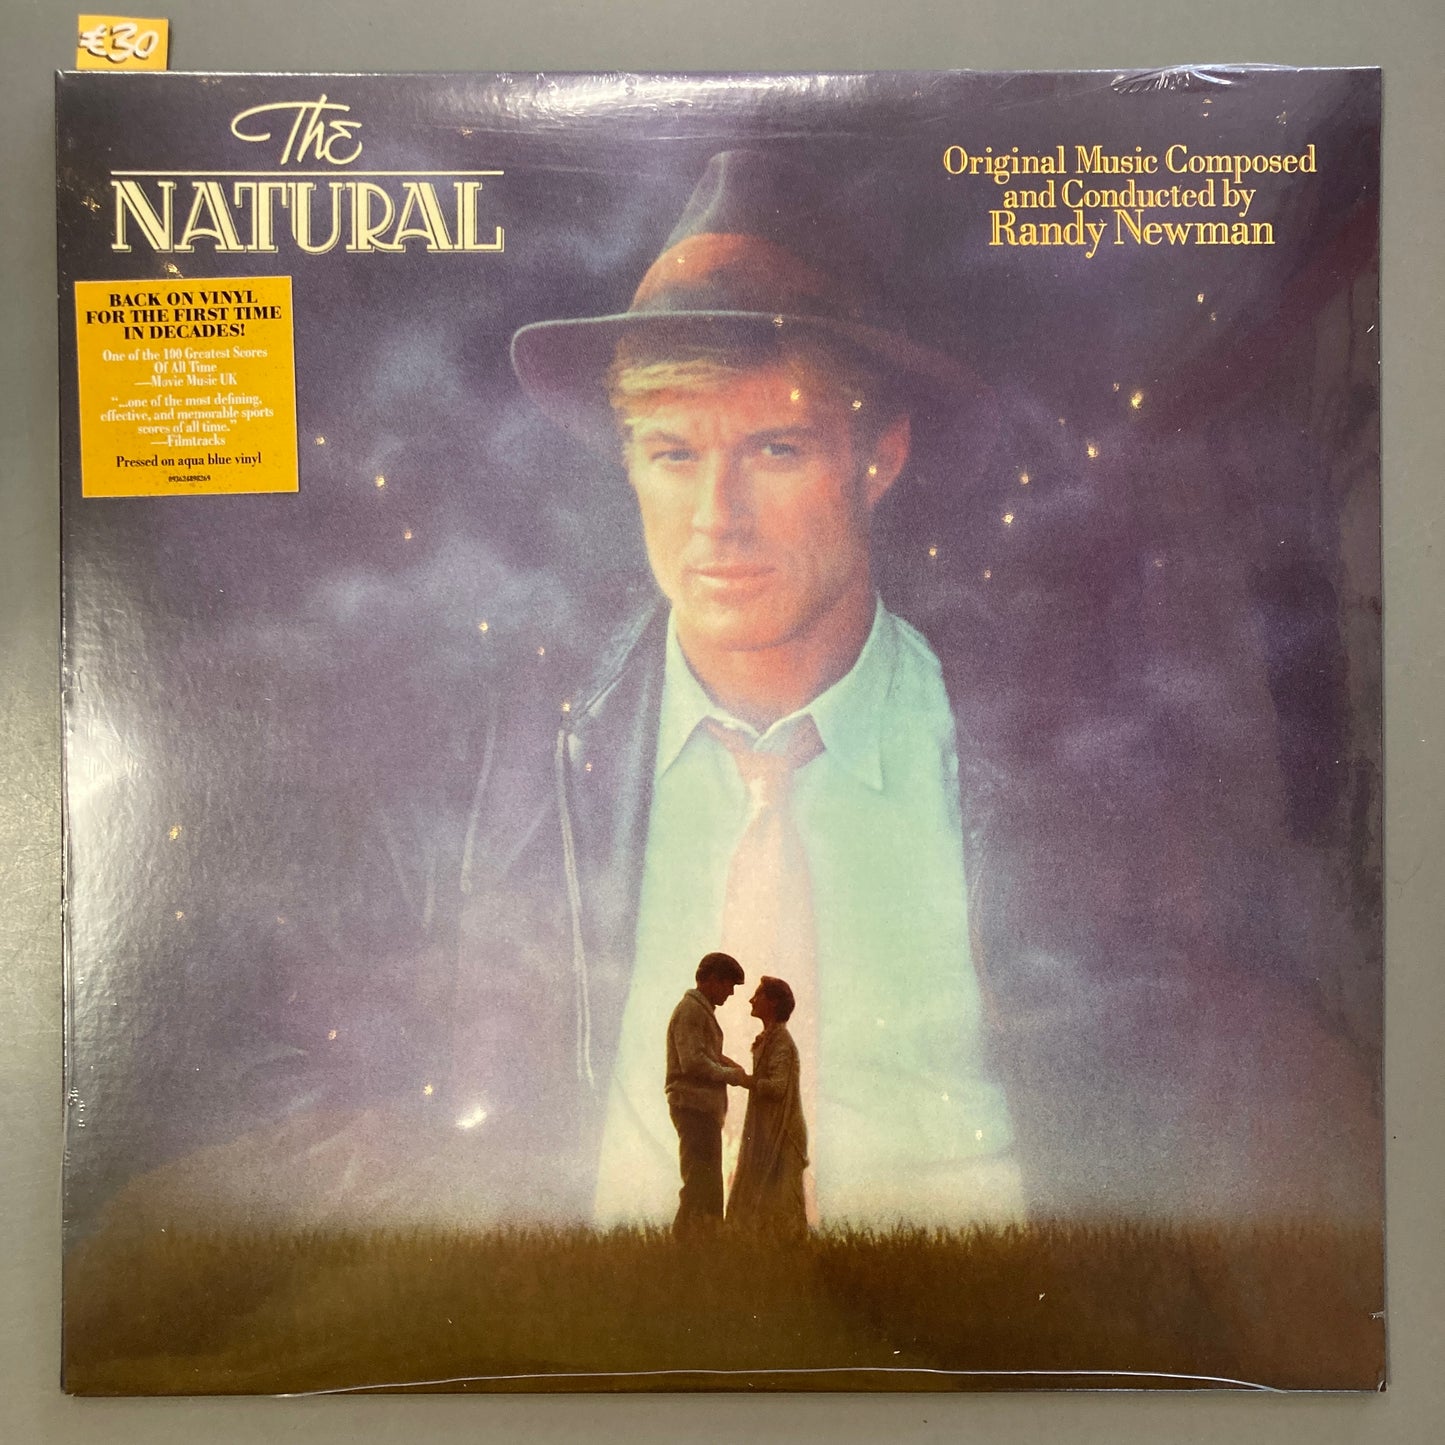 €30
The
NATURAL
Original Music Composed
and Conducted by
Randy Newman
BACK ON VINYL
FOR THE FIRST TIME
IN DECADES!
One of the 100 Greatest Scores
Of All Time
—Movie Music UK
“...one of the most defining,
effective, and memorable sports
scores of all time.”
—Filmtracks
Pressed on aqua blue vinyl
093624898269